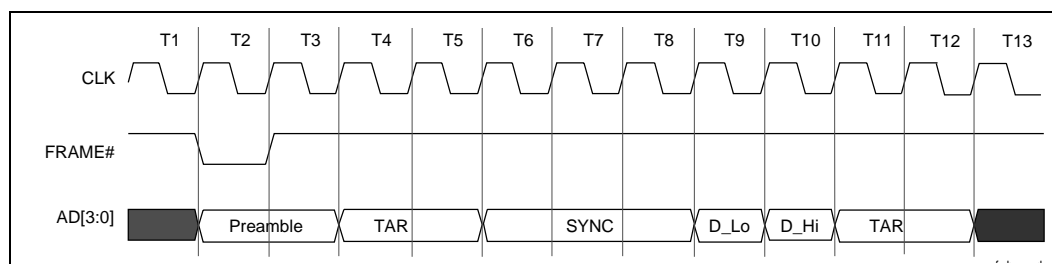 T1 T2 T3 T4 T5 T6 T7 T8 T9 T10 T11 T12 T13
CLK
FRAME#
AD[3:0] Preamble TAR SYNC D_Lo D_Hi TAR